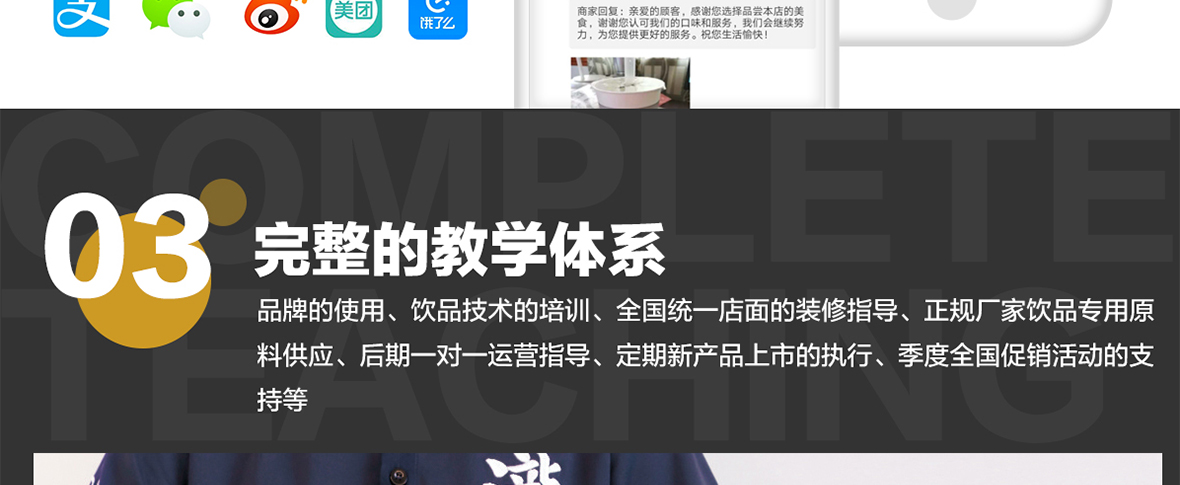 支
美团
饿了么
商家回复：亲爱的顾客，感谢您选择品尝本店的美
食，谢谢您认可我们的口味和服务，我们会继续努
力，为您提供更好的服务。祝您生活愉快！
COMPLETE
TEACHING
03
完整的教学体系
品牌的使用、饮品技术的培训、全国统一店面的装修指导、正规厂家饮品专用原
料供应、后期一对一运营指导、定期新产品上市的执行、季度全国促销活动的支
持等